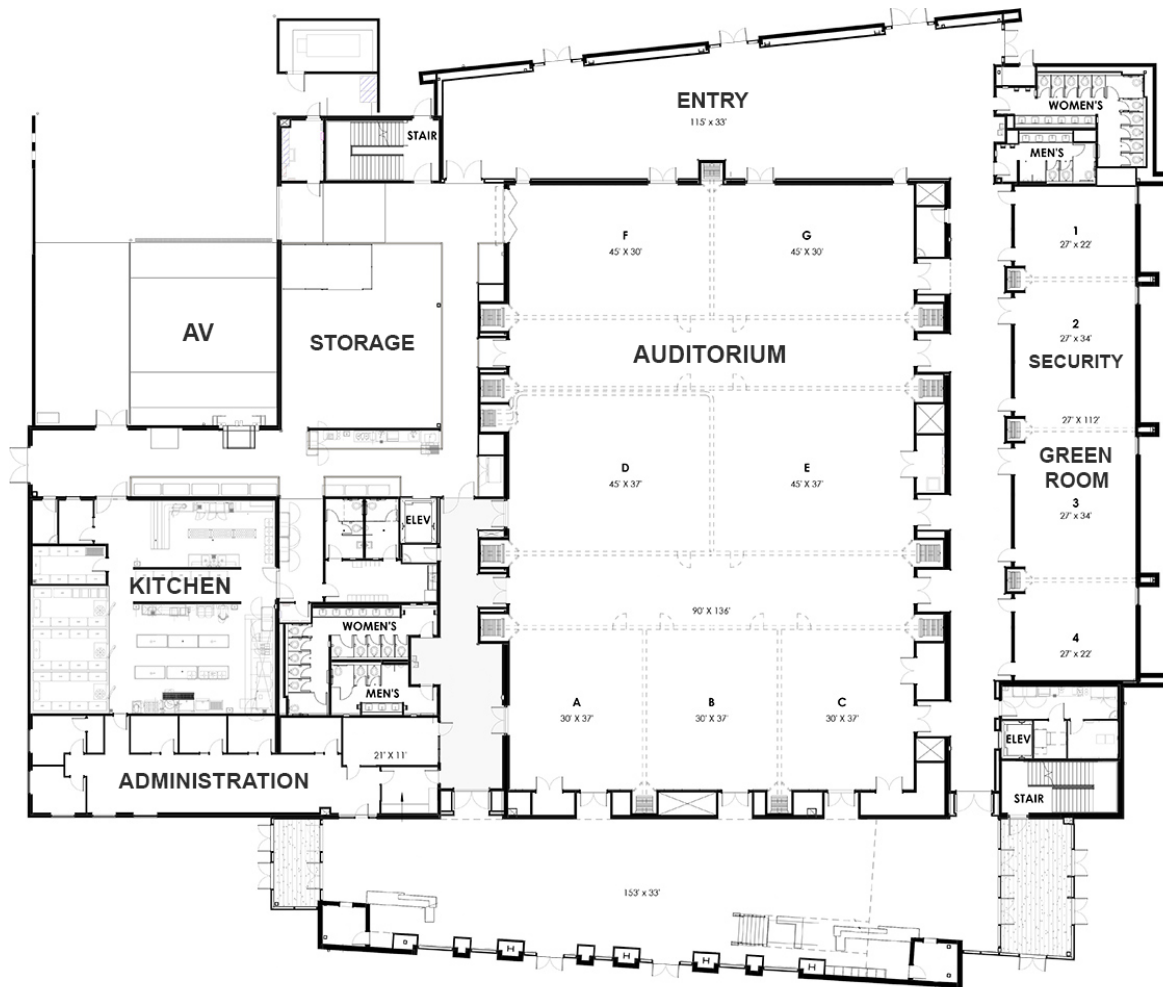 ENTRY
115' x 33'
WOMEN'S
STAIR
MEN'S
F
45' X 30'
G
45' X 30'
1
27' x 22'
AV
STORAGE
AUDITORIUM
2
27' x 34'
SECURITY
27' X 112'
GREEN
ROOM
D
45' X 37'
E
45' X 37'
3
27' x 34'
ELEV
KITCHEN
90' X 136'
WOMEN'S
4
27' x 22'
MEN'S
A
30' X 37'
B
30' X 37'
C
30' X 37'
ELEV
21' X 11'
ADMINISTRATION
STAIR
153' x 33'
H
H
H
H